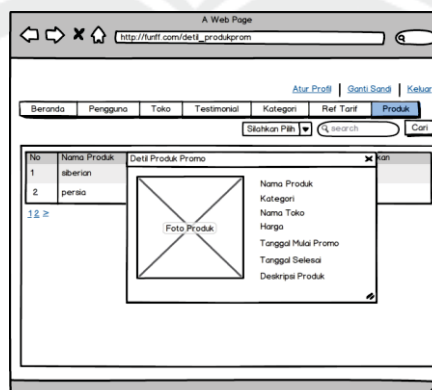 A Web Page
http://funff.com/detil_produkprom
Atur Profil Ganti Sandi Keluar
Beranda Pengguna Toko Testimonial Kategori Ref Tarif Produk
Silahkan Pilih search Cari
No Nama Produk Detil Produk Promo kan
1 siberian
2 persia
1 2 ≥
Foto Produk
Nama Produk
Kategori
Nama Toko
Harga
Tanggal Mulai Promo
Tanggal Selesai
Deskripsi Produk